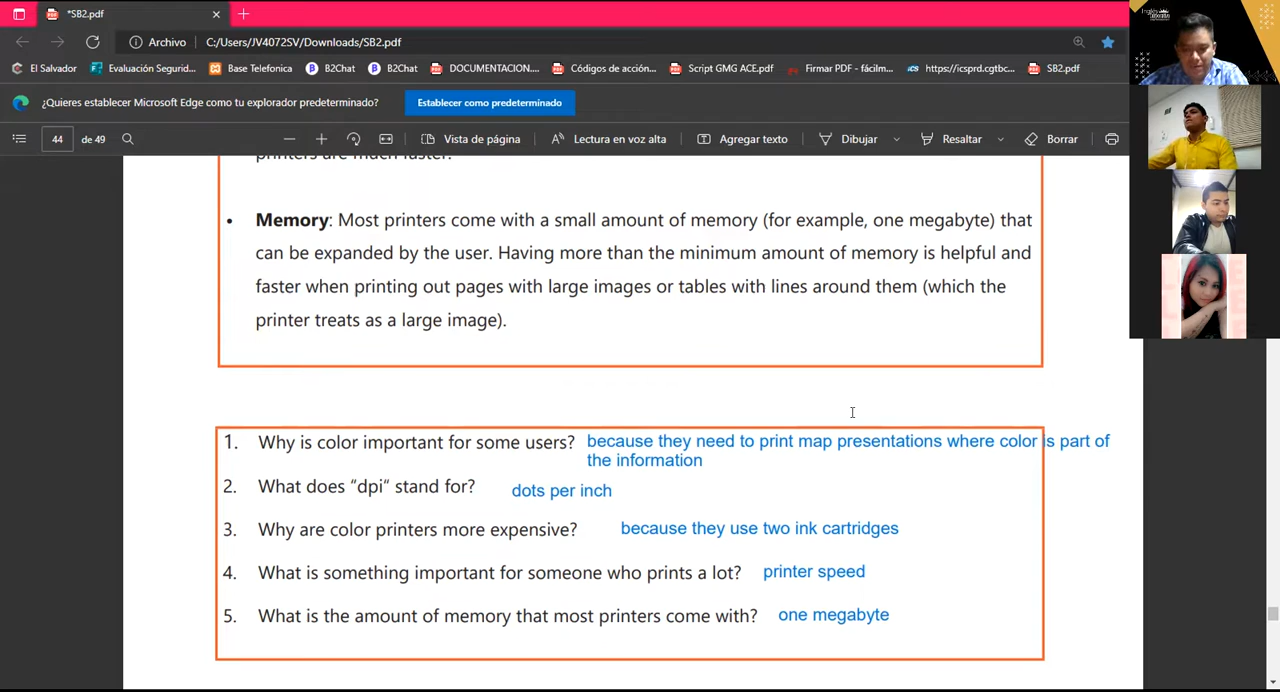 *SB2.pdf
Archivo C:/Users/JV4072SV/Downloads/SB2.pdf
El Salvador Evaluación Segurid... Base Telefonica B2Chat B2Chat DOCUMENTATION.... Códigos de acción... Script GMG ACE.pdf Firmar PDF - fácilm... https://icsprd.cgtbc... SB2.pdf
¿Quieres establecer Microsoft Edge como tu explorador predeterminado? Establecer como predeterminado
44 de 49 Vista de página Lectura en voz alta Agregar texto Dibujar Resaltar Borrar
printers are much faster.
• Memory: Most printers come with a small amount of memory (for example, one megabyte) that
can be expanded by the user. Having more than the minimum amount of memory is helpful and
faster when printing out pages with large images or tables with lines around them (which the
printer treats as a large image).
1. Why is color important for some users? because they need to print map presentations where color is part of
the information
2. What does “dpi“ stand for? dots per inch
3. Why are color printers more expensive? because they use two ink cartridges
4. What is something important for someone who prints a lot? printer speed
5. What is the amount of memory that most printers come with? one megabyte